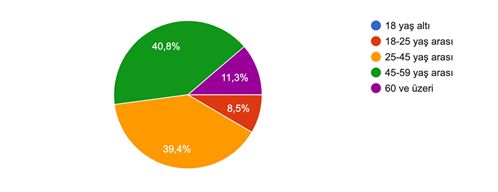 40,8%
11,3%
8,5%
39,4%
18 yaş altı
18-25 yaş arası
25-45 yaş arası
45-59 yaş arası
60 ve üzeri